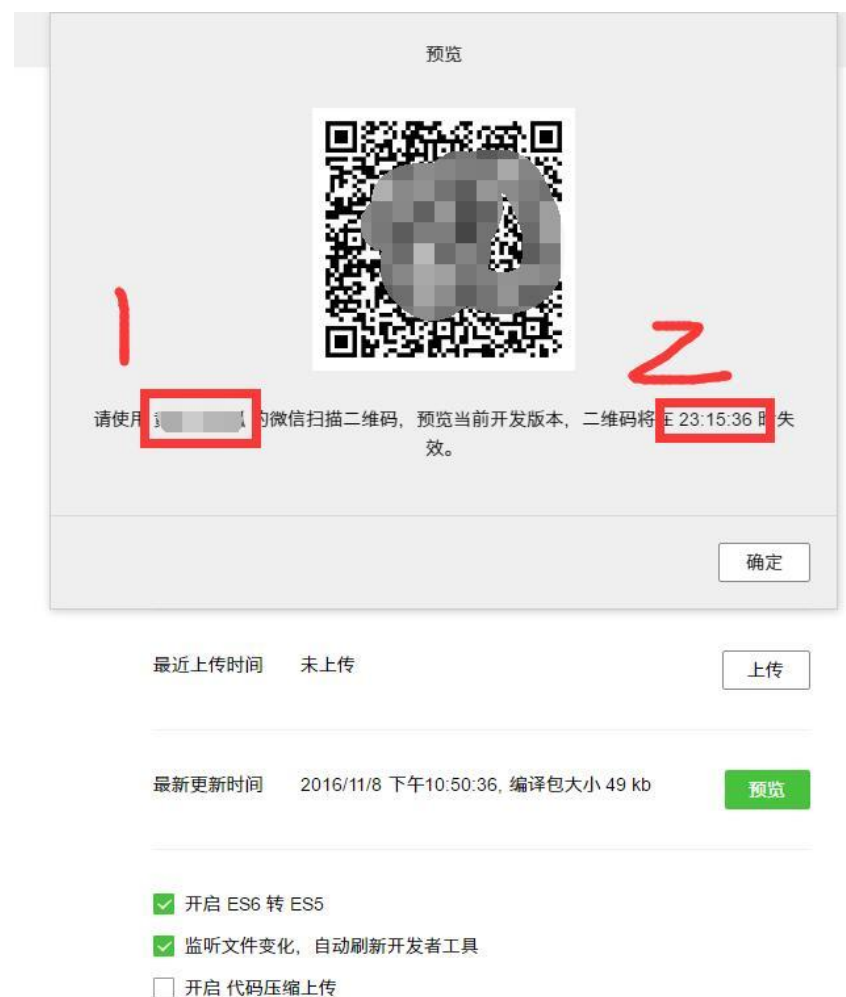 预览
1
2
请使用 的微信扫描二维码，预览当前开发版本，二维码将在 23:15:36 时失
效。
确定
最近上传时间 未上传 上传
最新更新时间 2016/11/8 下午10:50:36, 编译包大小 49 kb 预览
开启 ES6 转 ES5
监听文件变化，自动刷新开发者工具
开启 代码压缩上传